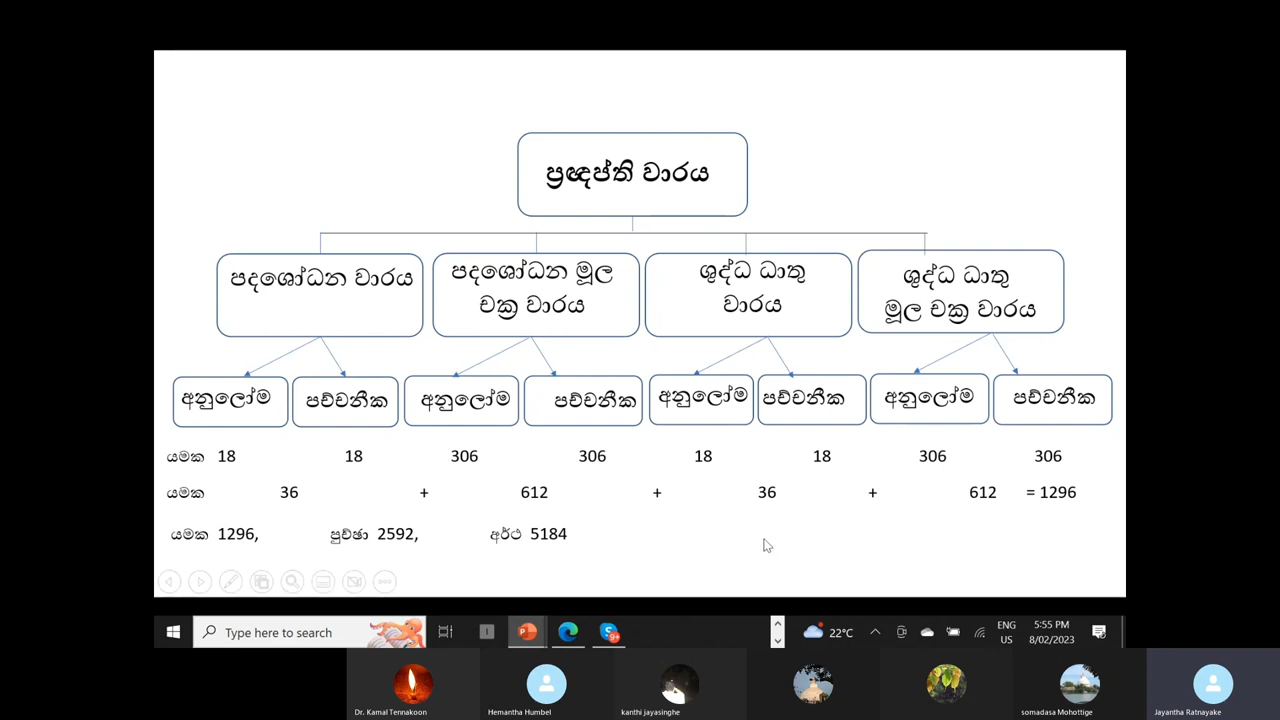 ප්‍රඥප්ති වාරය
පදශෝධන වාරය
පදශෝධන මූල
චක්‍ර වාරය
ශුද්ධ ධාතු
වාරය
ශුද්ධ ධාතු
මූල චක්‍ර වාරය
අනුලෝම පච්චනීක අනුලෝම පච්චනීක අනුලෝම පච්චනීක අනුලෝම පච්චනීක
යමක 18 18 306 306 18 18 306 306
යමක 36 + 612 + 36 + 612 = 1296
යමක 1296, පුච්ඡා 2592, අර්ථ 5184
Type here to search
22°C
ENG
US
5:55 PM
8/02/2023
Dr. Kamal Tennakoon
Hemantha Humbel
kanthi jayasinghe
somadasa Mohottige
Jayantha Ratnayake